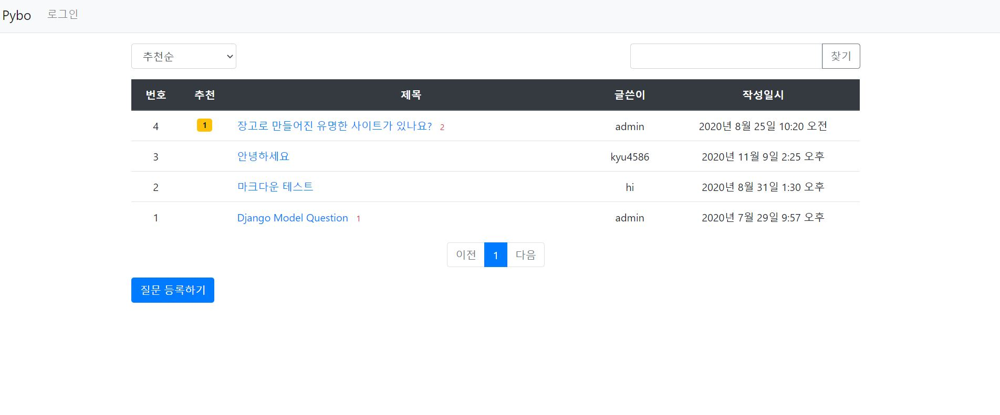 Pybo 로그인
추천순 찾기
번호 추천 제목 글쓴이 작성일시
4 1 장고로 만들어진 유명한 사이트가 있나요? 2 admin 2020년 8월 25일 10:20 오전
3 안녕하세요 kyu4586 2020년 11월 9일 2:25 오후
2 마크다운 테스트 hi 2020년 8월 31일 1:30 오후
1 Django Model Question 1 admin 2020년 7월 29일 9:57 오후
이전 1 다음
질문 등록하기